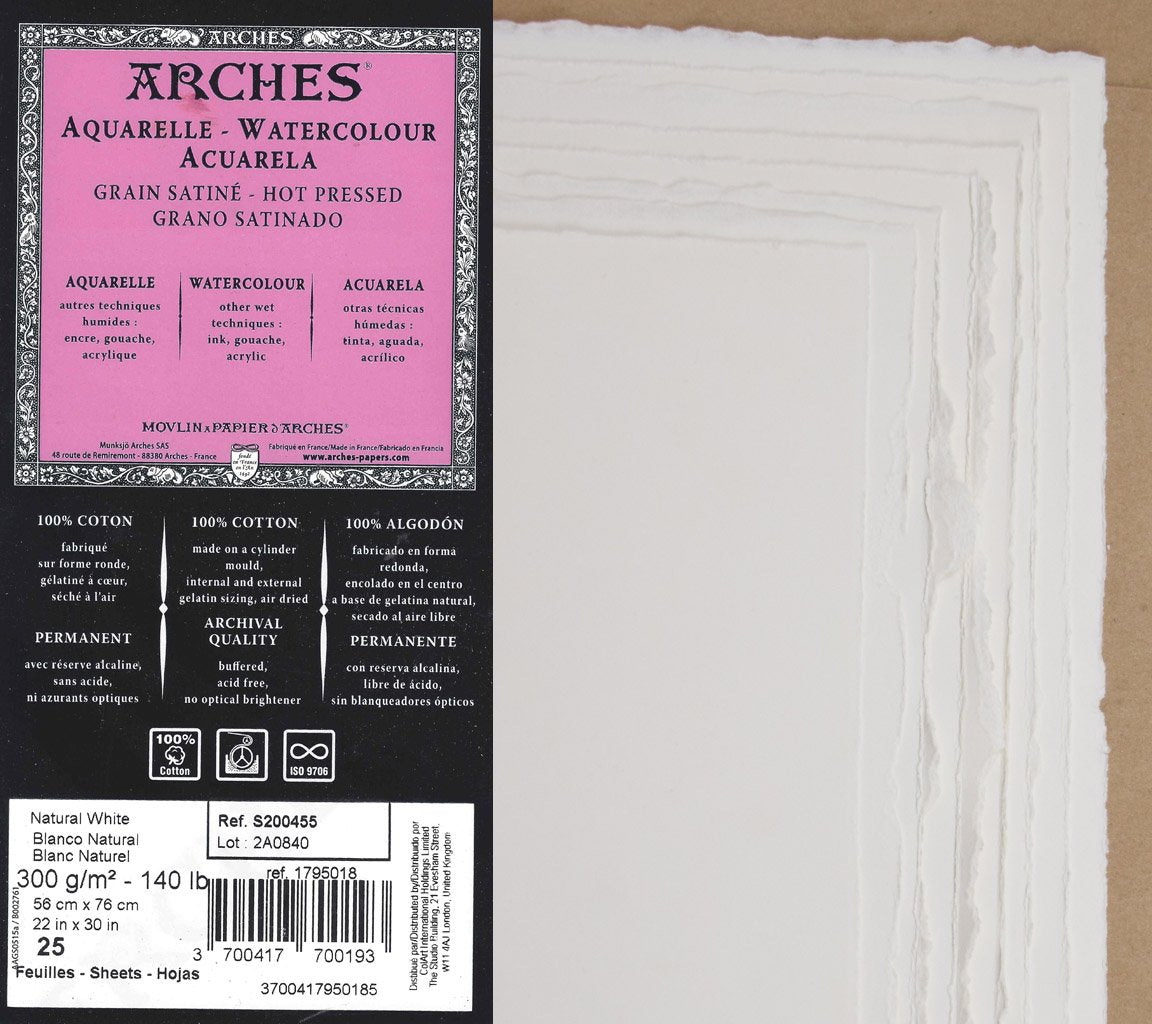 ARCHES
ARCHES®
AQUARELLE - WATERCOLOUR
ACUARELA
GRAIN SATINÉ - HOT PRESSED
GRANO SATINADO
AQUARELLE
autres techniques
humides :
encre, gouache,
acrylique
WATERCOLOUR
other wet
techniques :
ink, gouache,
acrylic
ACUARELA
otras técnicas
húmedas :
tinta, aguada,
acrílico
MOVLIN A PAPIER D'ARCHES®
Munksjö Arches SAS
48 route de Remiremont - 88380 Arches - France
fondé
en France
en l'An
1492
Fabriqué en France/Made in France/Fabricado en Francia
www.arches-papers.com
100% COTON
fabriqué
sur forme ronde,
gélatiné à cœur,
séché à l'air
PERMANENT
avec réserve alcaline,
sans acide,
ni azurants optiques
100% COTTON
made on a cylinder
mould,
internal and external
gelatin sizing, air dried
ARCHIVAL
QUALITY
buffered,
acid free,
no optical brightener
100% ALGODÓN
fabricado en forma
redonda,
encolado en el centro
a base de gelatina natural,
secado al aire libre
PERMANENTE
con reserva alcalina,
libre de ácido,
sin blanqueadores ópticos
100%
Cotton
ISO 9706
Natural White
Blanco Natural
Blanc Naturel
300 g/m² - 140 lb
56 cm x 76 cm
22 in x 30 in
25
Feuilles - Sheets - Hojas
AAGS0515a / 8002761
Ref. S200455
Lot : 2A0840
ref. 1795018
3 700417 700193
3700417950185
Distibué par/Distributed by/Distribuido por
ColArt International Holdings Limited
The Studio Building, 21 Evesham Street,
W11 4AJ London, United Kingdom